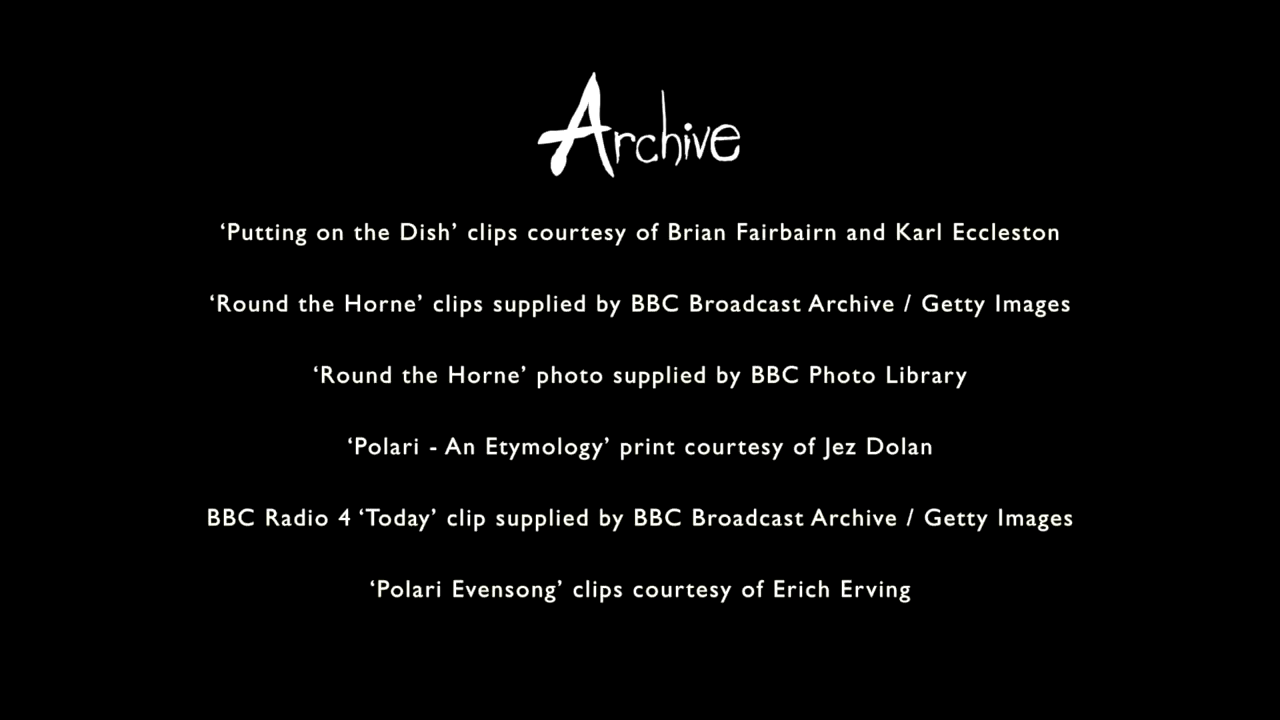 Archive
‘Putting on the Dish’ clips courtesy of Brian Fairbairn and Karl Eccleston
‘Round the Horne’ clips supplied by BBC Broadcast Archive / Getty Images
‘Round the Horne’ photo supplied by BBC Photo Library
‘Polari - An Etymology’ print courtesy of Jez Dolan
BBC Radio 4 ‘Today’ clip supplied by BBC Broadcast Archive / Getty Images
‘Polari Evensong’ clips courtesy of Erich Erving